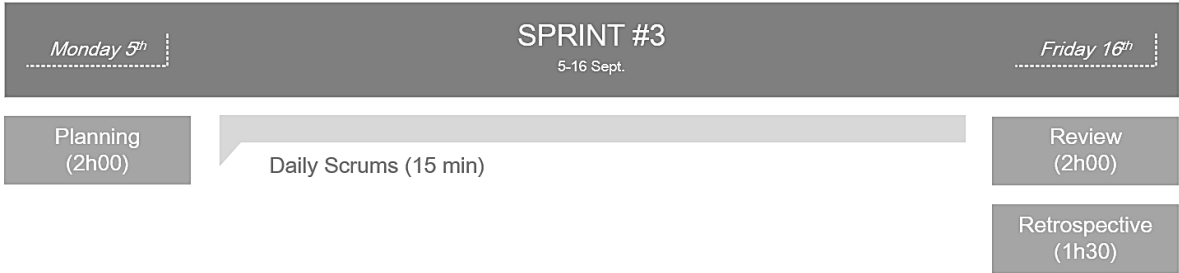 SPRINT #3
5-16 Sept.
Monday 5th
Friday 16th
Planning
(2h00)
Daily Scrums (15 min)
Review
(2h00)
Retrospective
(1h30)